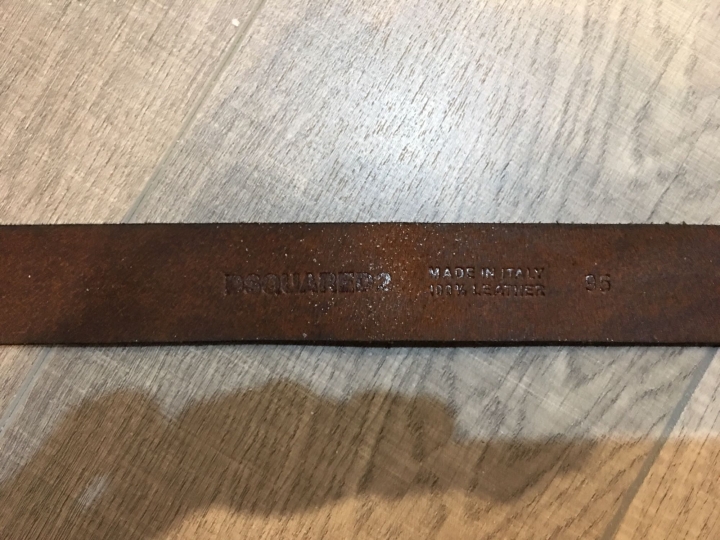 DSQUARED2
MADE IN ITALY
100% LEATHER
95